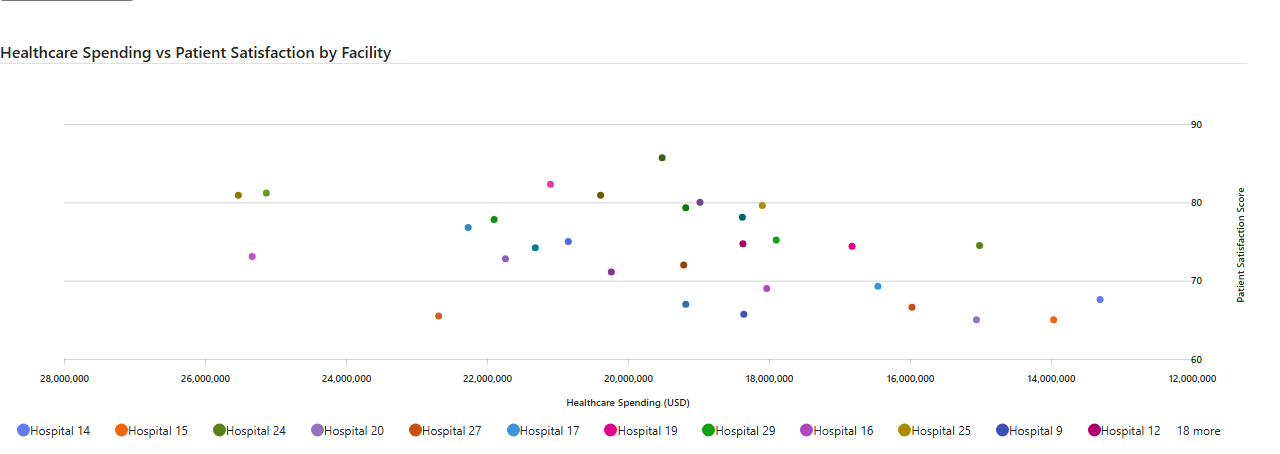 Healthcare Spending vs Patient Satisfaction by Facility
90
80
70
60
Patient Satisfaction Score
28,000,000 26,000,000 24,000,000 22,000,000 20,000,000 18,000,000 16,000,000 14,000,000 12,000,000
Healthcare Spending (USD)
Hospital 14 Hospital 15 Hospital 24 Hospital 20 Hospital 27 Hospital 17 Hospital 19 Hospital 29 Hospital 16 Hospital 25 Hospital 9 Hospital 12 18 more